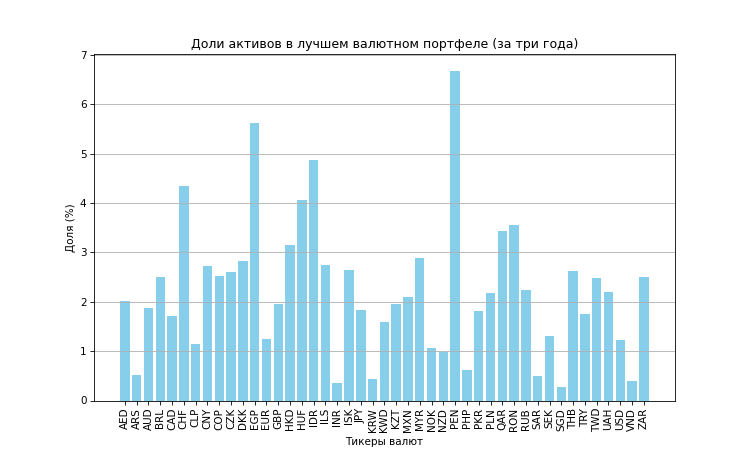 Доли активов в лучшем валютном портфеле (за три года)
7
6
5
4
3
2
1
0
Доля (%)
AED
ARS
AUD
BRL
CAD
CHF
CLP
CNY
COP
CZK
DKK
EGP
EUR
GBP
HKD
HUF
IDR
ILS
INR
ISK
JPY
KRW
KWD
KZT
MXN
MYR
NOK
NZD
PEN
PHP
PKR
PLN
QAR
RON
RUB
SAR
SEK
SGD
THB
TRY
TWD
UAH
USD
VND
ZAR
Тикеры валют